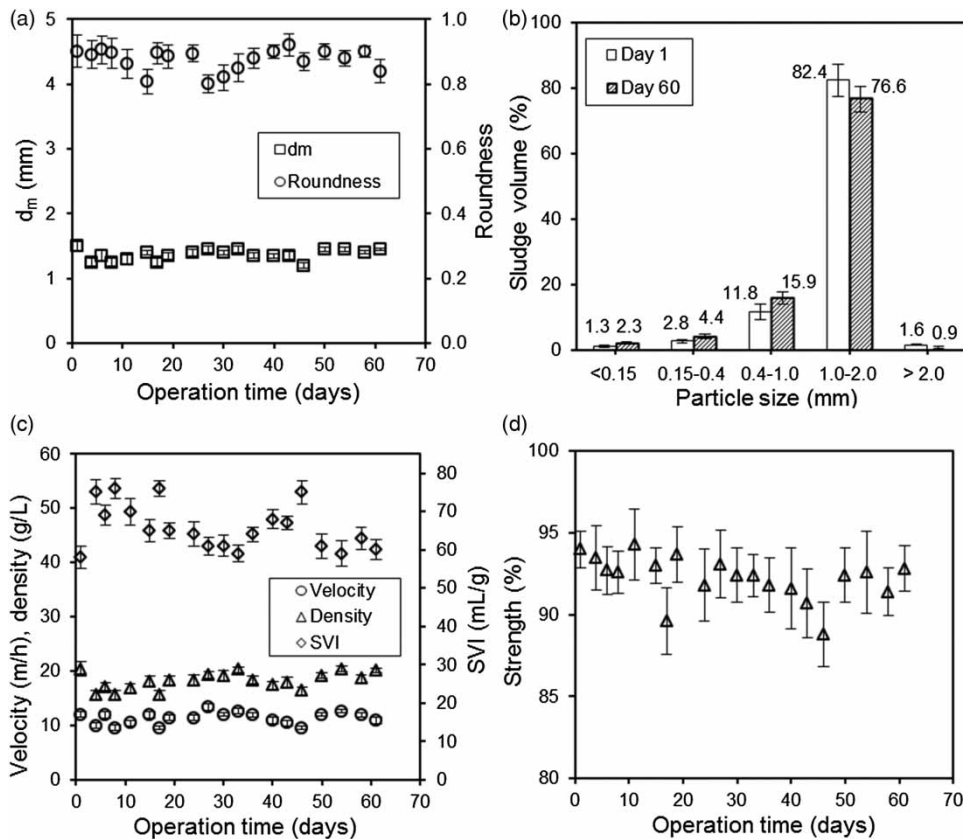 (a)
5
4
3
2
1
0
d_m (mm)
1.0
0.8
0.6
0.4
0.2
0.0
Roundness
dm
Roundness
0 10 20 30 40 50 60 70
Operation time (days)
(b)
100
80
60
40
20
0
Sludge volume (%)
Day 1
Day 60
82.4
76.6
11.8
15.9
1.3
2.3
2.8
4.4
1.6
0.9
<0.15 0.15-0.4 0.4-1.0 1.0-2.0 > 2.0
Particle size (mm)
(c)
60
50
40
30
20
10
0
Velocity (m/h), density (g/L)
80
70
60
50
40
30
20
10
0
SVI (mL/g)
Velocity
Density
SVI
0 10 20 30 40 50 60 70
Operation time (days)
(d)
100
95
90
85
80
Strength (%)
0 10 20 30 40 50 60 70
Operation time (days)